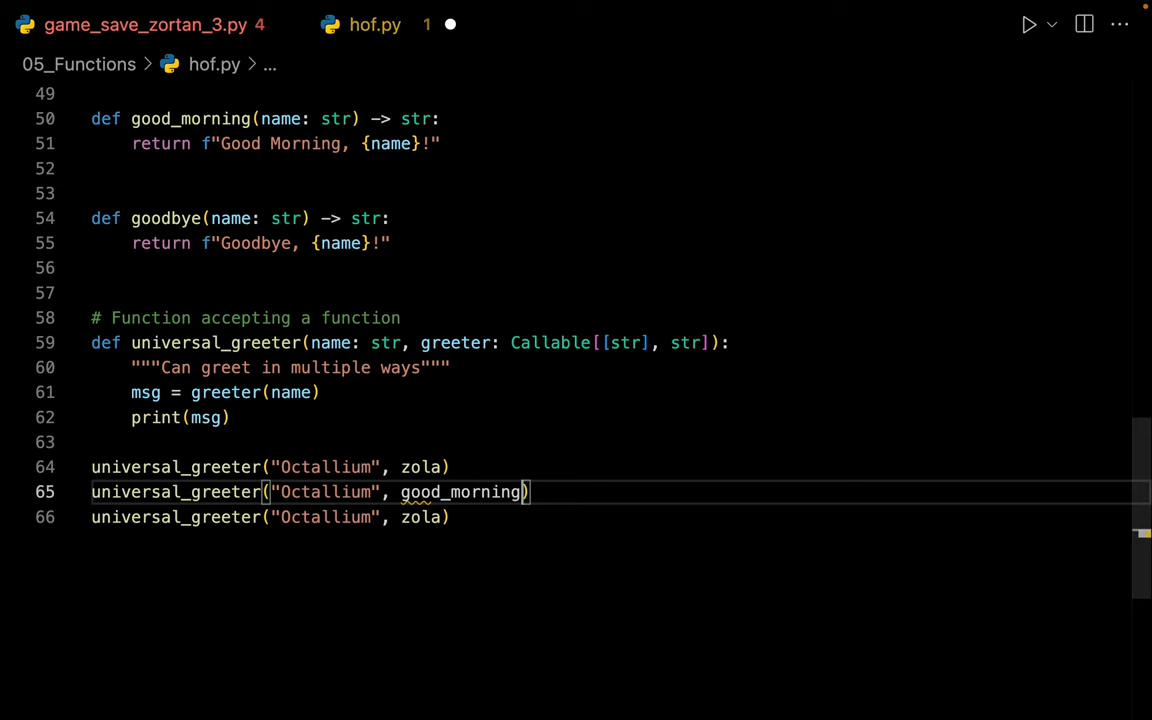 game_save_zortan_3.py 4 hof.py 1
05_Functions > hof.py > ...
49
50 def good_morning(name: str) -> str:
51     return f"Good Morning, {name}!"
52
53
54 def goodbye(name: str) -> str:
55     return f"Goodbye, {name}!"
56
57
58 # Function accepting a function
59 def universal_greeter(name: str, greeter: Callable[[str], str]):
60     """Can greet in multiple ways"""
61     msg = greeter(name)
62     print(msg)
63
64 universal_greeter("Octallium", zola)
65 universal_greeter("Octallium", good_morning)
66 universal_greeter("Octallium", zola)